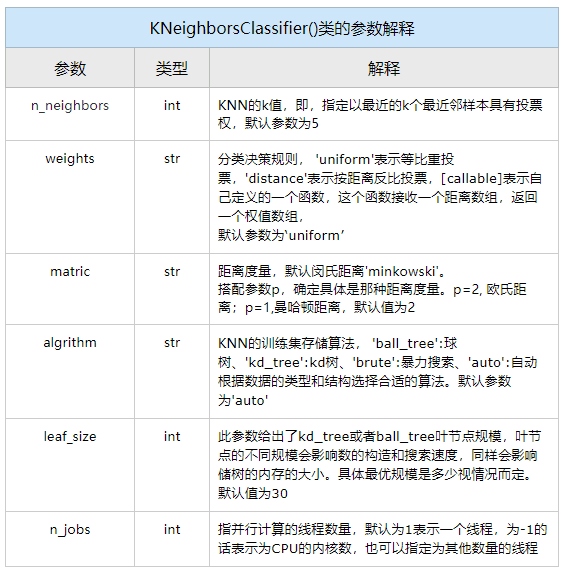 KNeighborsClassifier()类的参数解释
参数 类型 解释
n_neighbors int KNN的k值，即，指定以最近的k个最近邻样本具有投票
权，默认参数为5
weights str 分类决策规则， 'uniform'表示等比重投
票，'distance'表示按距离反比投票，[callable]表示自
己定义的一个函数，这个函数接收一个距离数组，返回
一个权值数组，
默认参数为‘uniform’
matric str 距离度量，默认闵氏距离'minkowski'。
搭配参数p，确定具体是那种距离度量。p=2, 欧氏距
离；p=1,曼哈顿距离，默认值为2
algrithm str KNN的训练集存储算法， 'ball_tree':球
树、'kd_tree':kd树、'brute':暴力搜索、'auto':自动
根据数据的类型和结构选择合适的算法。默认参数
为'auto'
leaf_size int 此参数给出了kd_tree或者ball_tree叶节点规模，叶节
点的不同规模会影响数的构造和搜索速度，同样会影响
储树的内存的大小。具体最优规模是多少视情况而定。
默认值为30
n_jobs int 指并行计算的线程数量，默认为1表示一个线程，为-1的
话表示为CPU的内核数，也可以指定为其他数量的线程